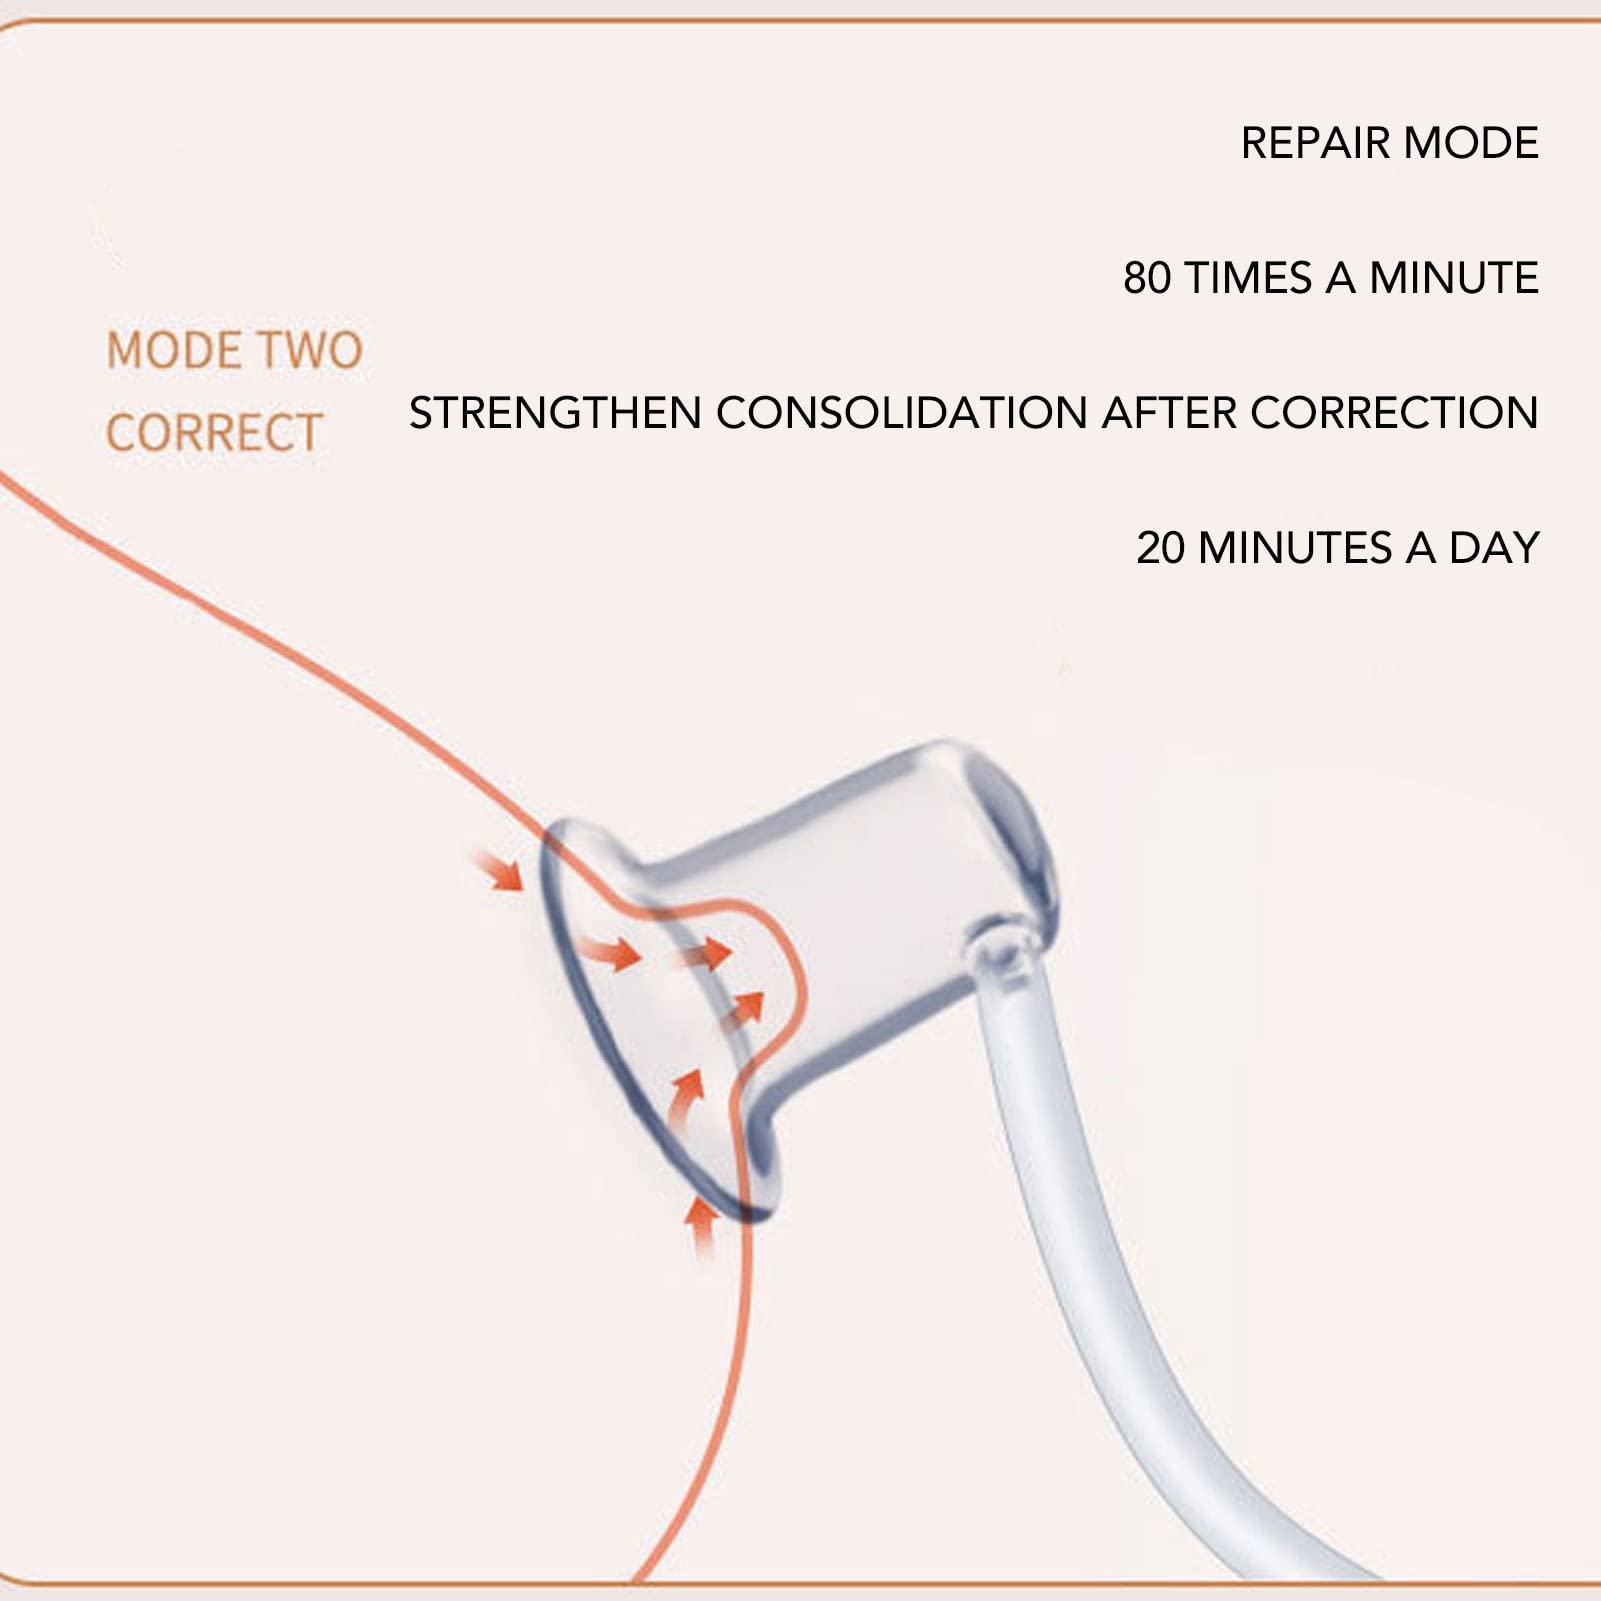 REPAIR MODE
80 TIMES A MINUTE
MODE TWO
CORRECT
STRENGTHEN CONSOLIDATION AFTER CORRECTION
20 MINUTES A DAY